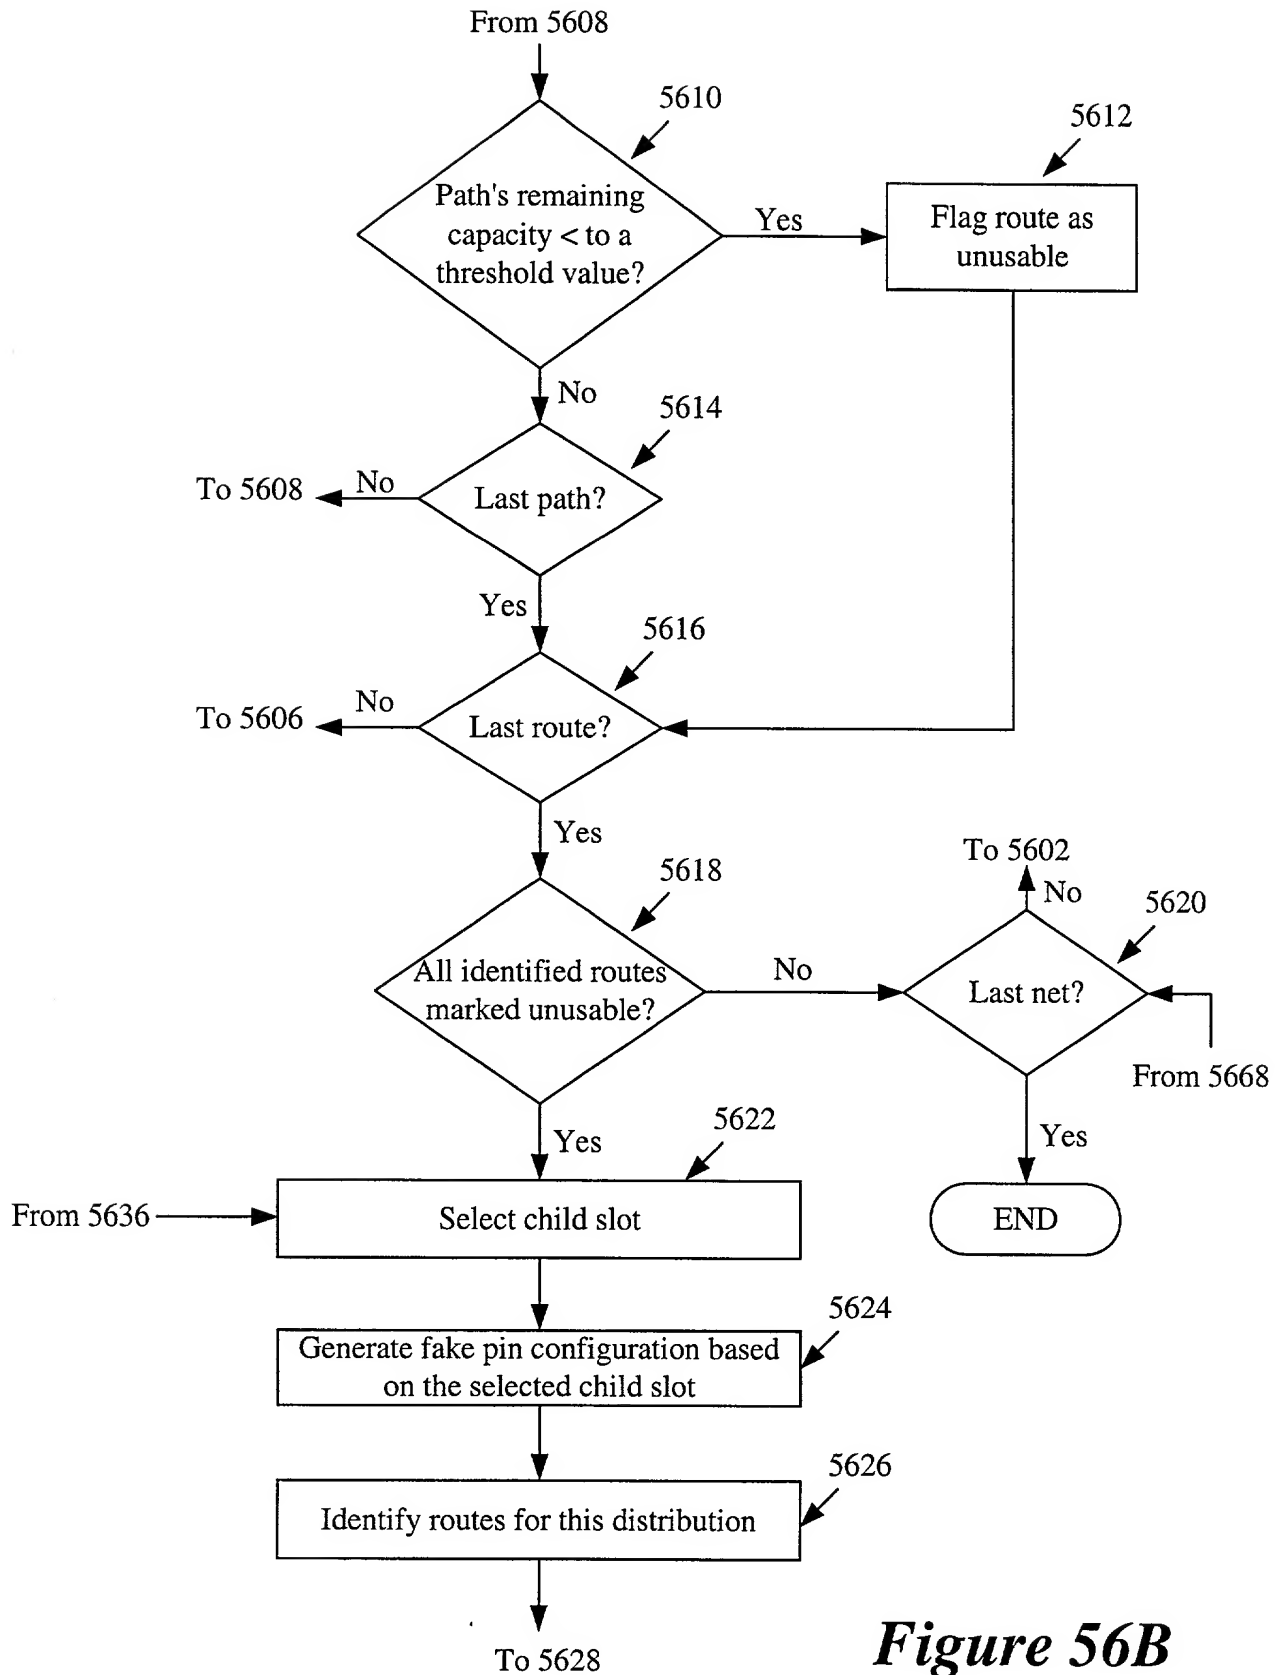 From 5608
5610
5612
Path's remaining
capacity < to a
threshold value?
Yes
Flag route as
unusable
No
5614
To 5608
No
Last path?
Yes
5616
To 5606
No
Last route?
Yes
To 5602
No
5618
5620
All identified routes
marked unusable?
No
Last net?
From 5668
Yes
5622
Yes
From 5636
Select child slot
END
5624
Generate fake pin configuration based
on the selected child slot
5626
Identify routes for this distribution
To 5628
Figure 56B